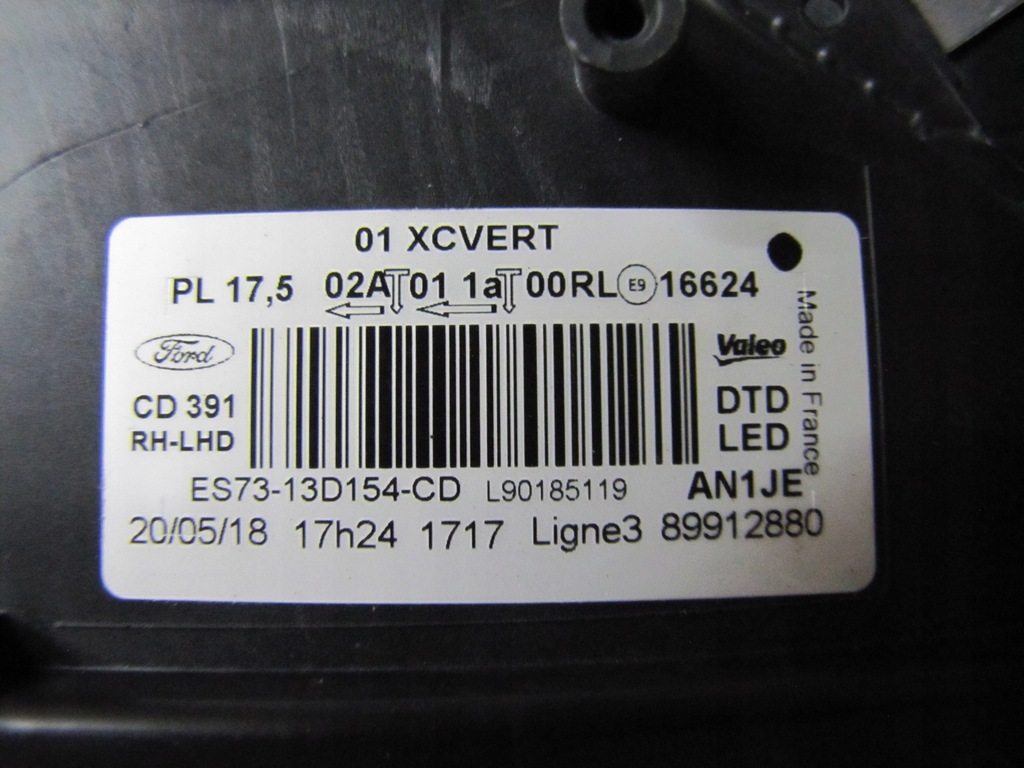 01 XCVERT
PL 17,5 02A 01 1a 00RL E9 16624
Ford
Valeo
Made in France
CD 391
RH-LHD
DTD
LED
ES73-13D154-CD L90185119 AN1JE
20/05/18 17h24 1717 Ligne3 89912880